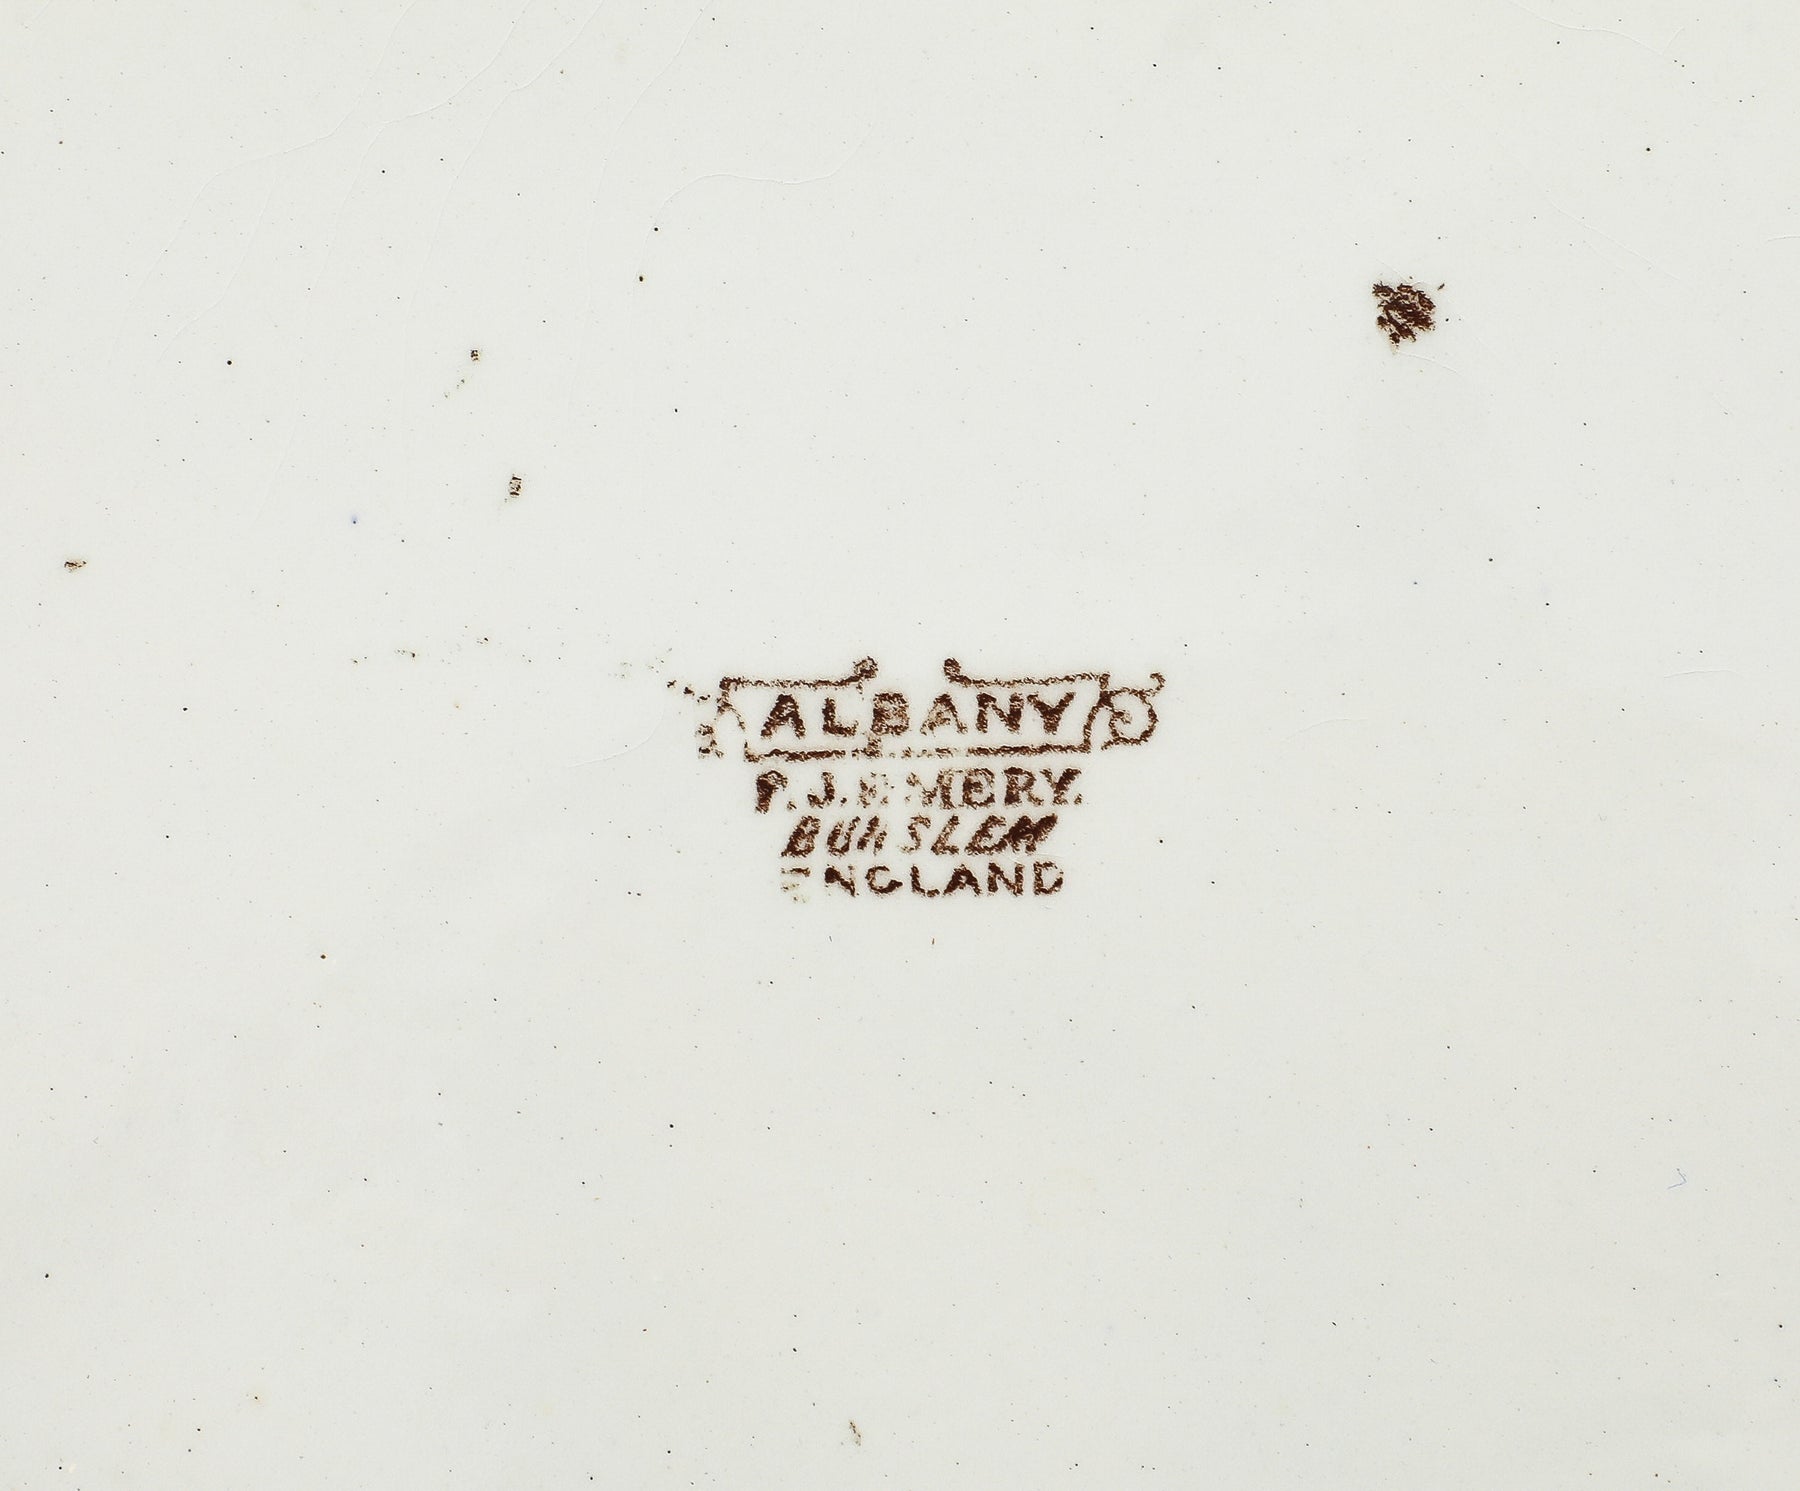 ALBANY
F. J. EMERY.
BURSLEM
ENGLAND